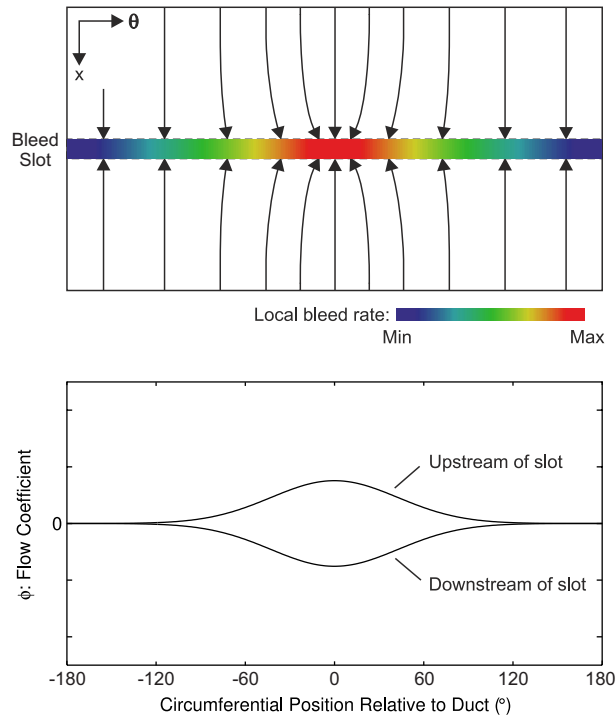 θ
x
Bleed
Slot
Local bleed rate:
Min Max
ϕ: Flow Coefficient
0
Upstream of slot
Downstream of slot
-180 -120 -60 0 60 120 180
Circumferential Position Relative to Duct (°)